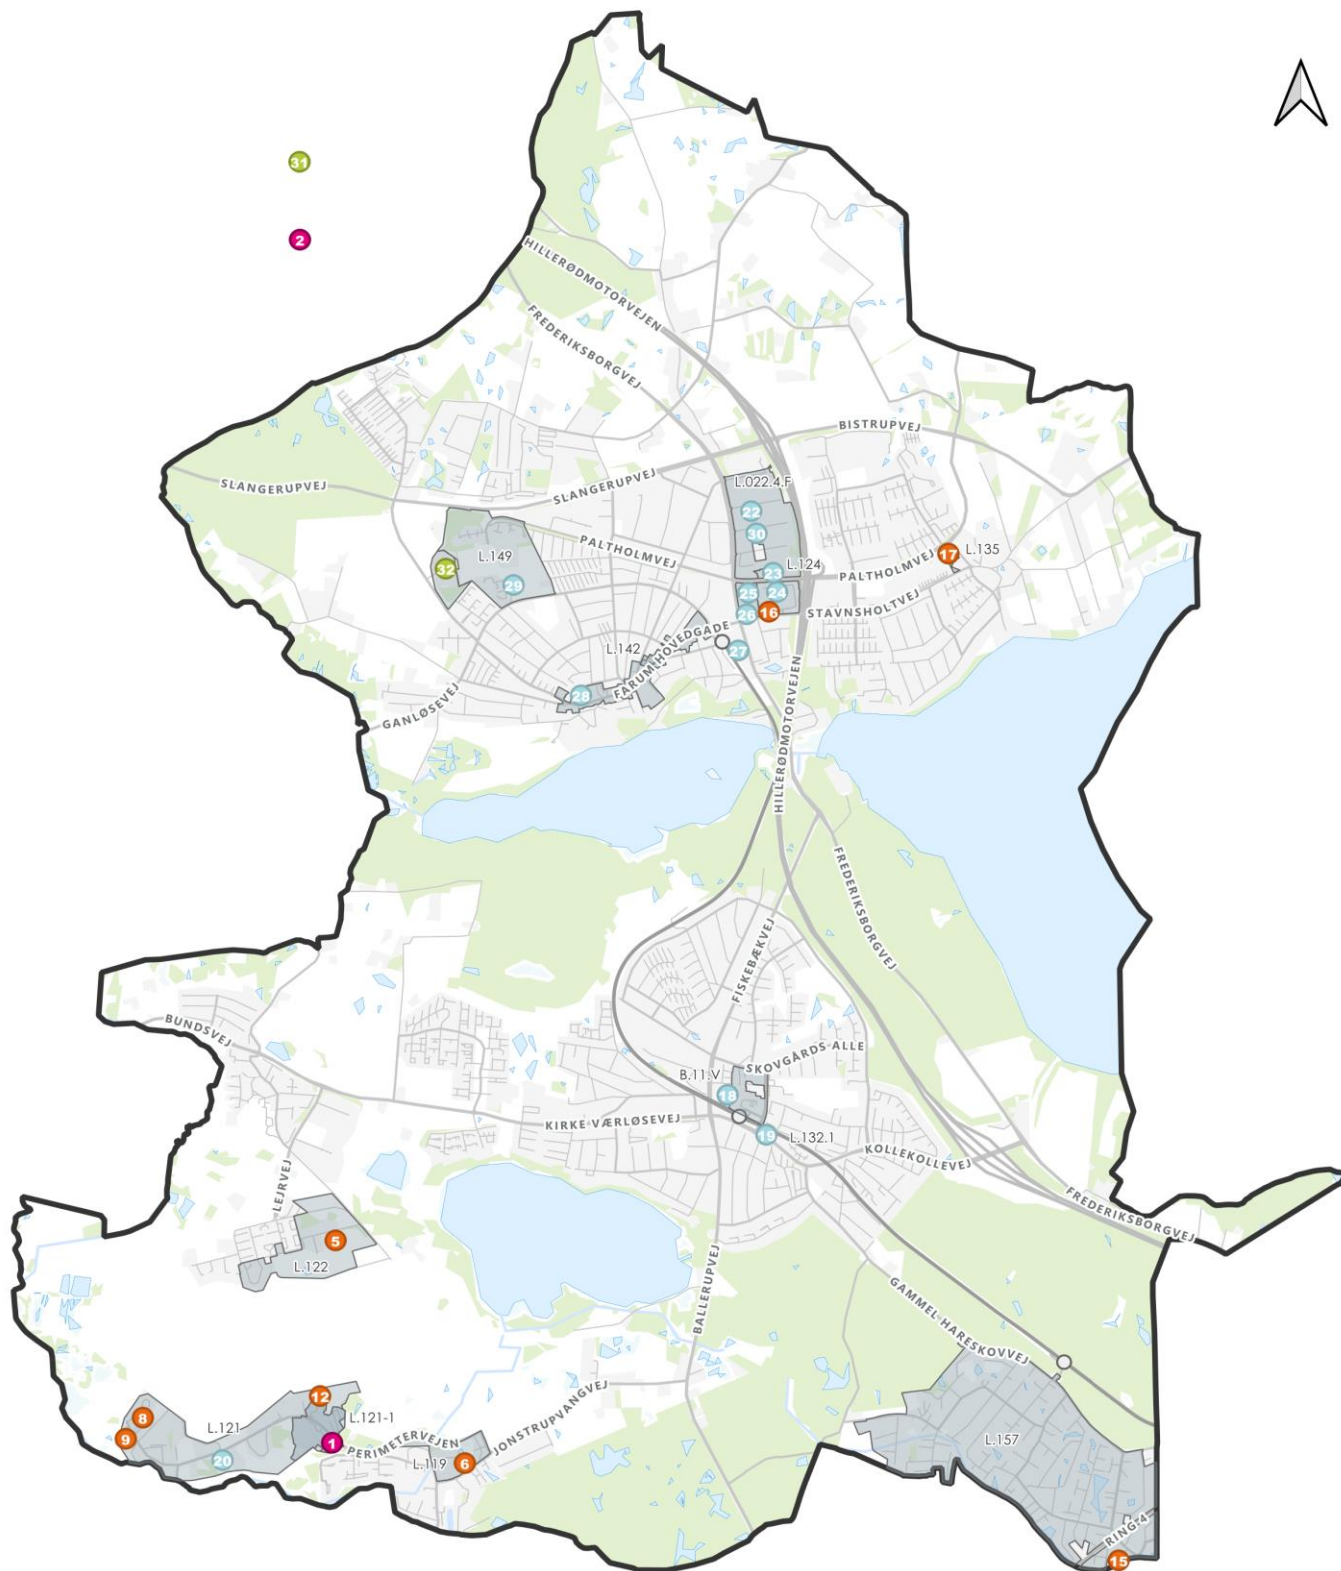 31
2
HILLERØDMOTORVEJEN
FREDERIKSBORGVEJ
BISTRUPVEJ
SLANGERUPVEJ
SLANGERUPVEJ
L.022.4.F
22
30
PALTHOLMVEJ
L.149
32
29
23
L.124
17
L.135
PALTHOLMVEJ
25
24
STAVNSHOLTVEJ
26
16
L.142
FARUM HOVEDGADE
27
28
GANLØSEVEJ
HILLERØDMOTORVEJEN
FREDERIKSBORGVEJ
FISKEBÆKVEJ
BUNDSVEJ
SKOVGÅRDS ALLE
B.11.V
18
KIRKE VÆRLØSEVEJ
19
L.132.1
KOLLEKOLLEVEJ
LEJRVEJ
FREDERIKSBORGVEJ
5
L.122
BALLERUPVEJ
GAMMEL HARESKOVVEJ
12
8
L.121
L.121-1
JONSTRUPVANGVEJ
9
1
PERIMETERVEJEN
L.157
20
L.119
6
RING 4
15